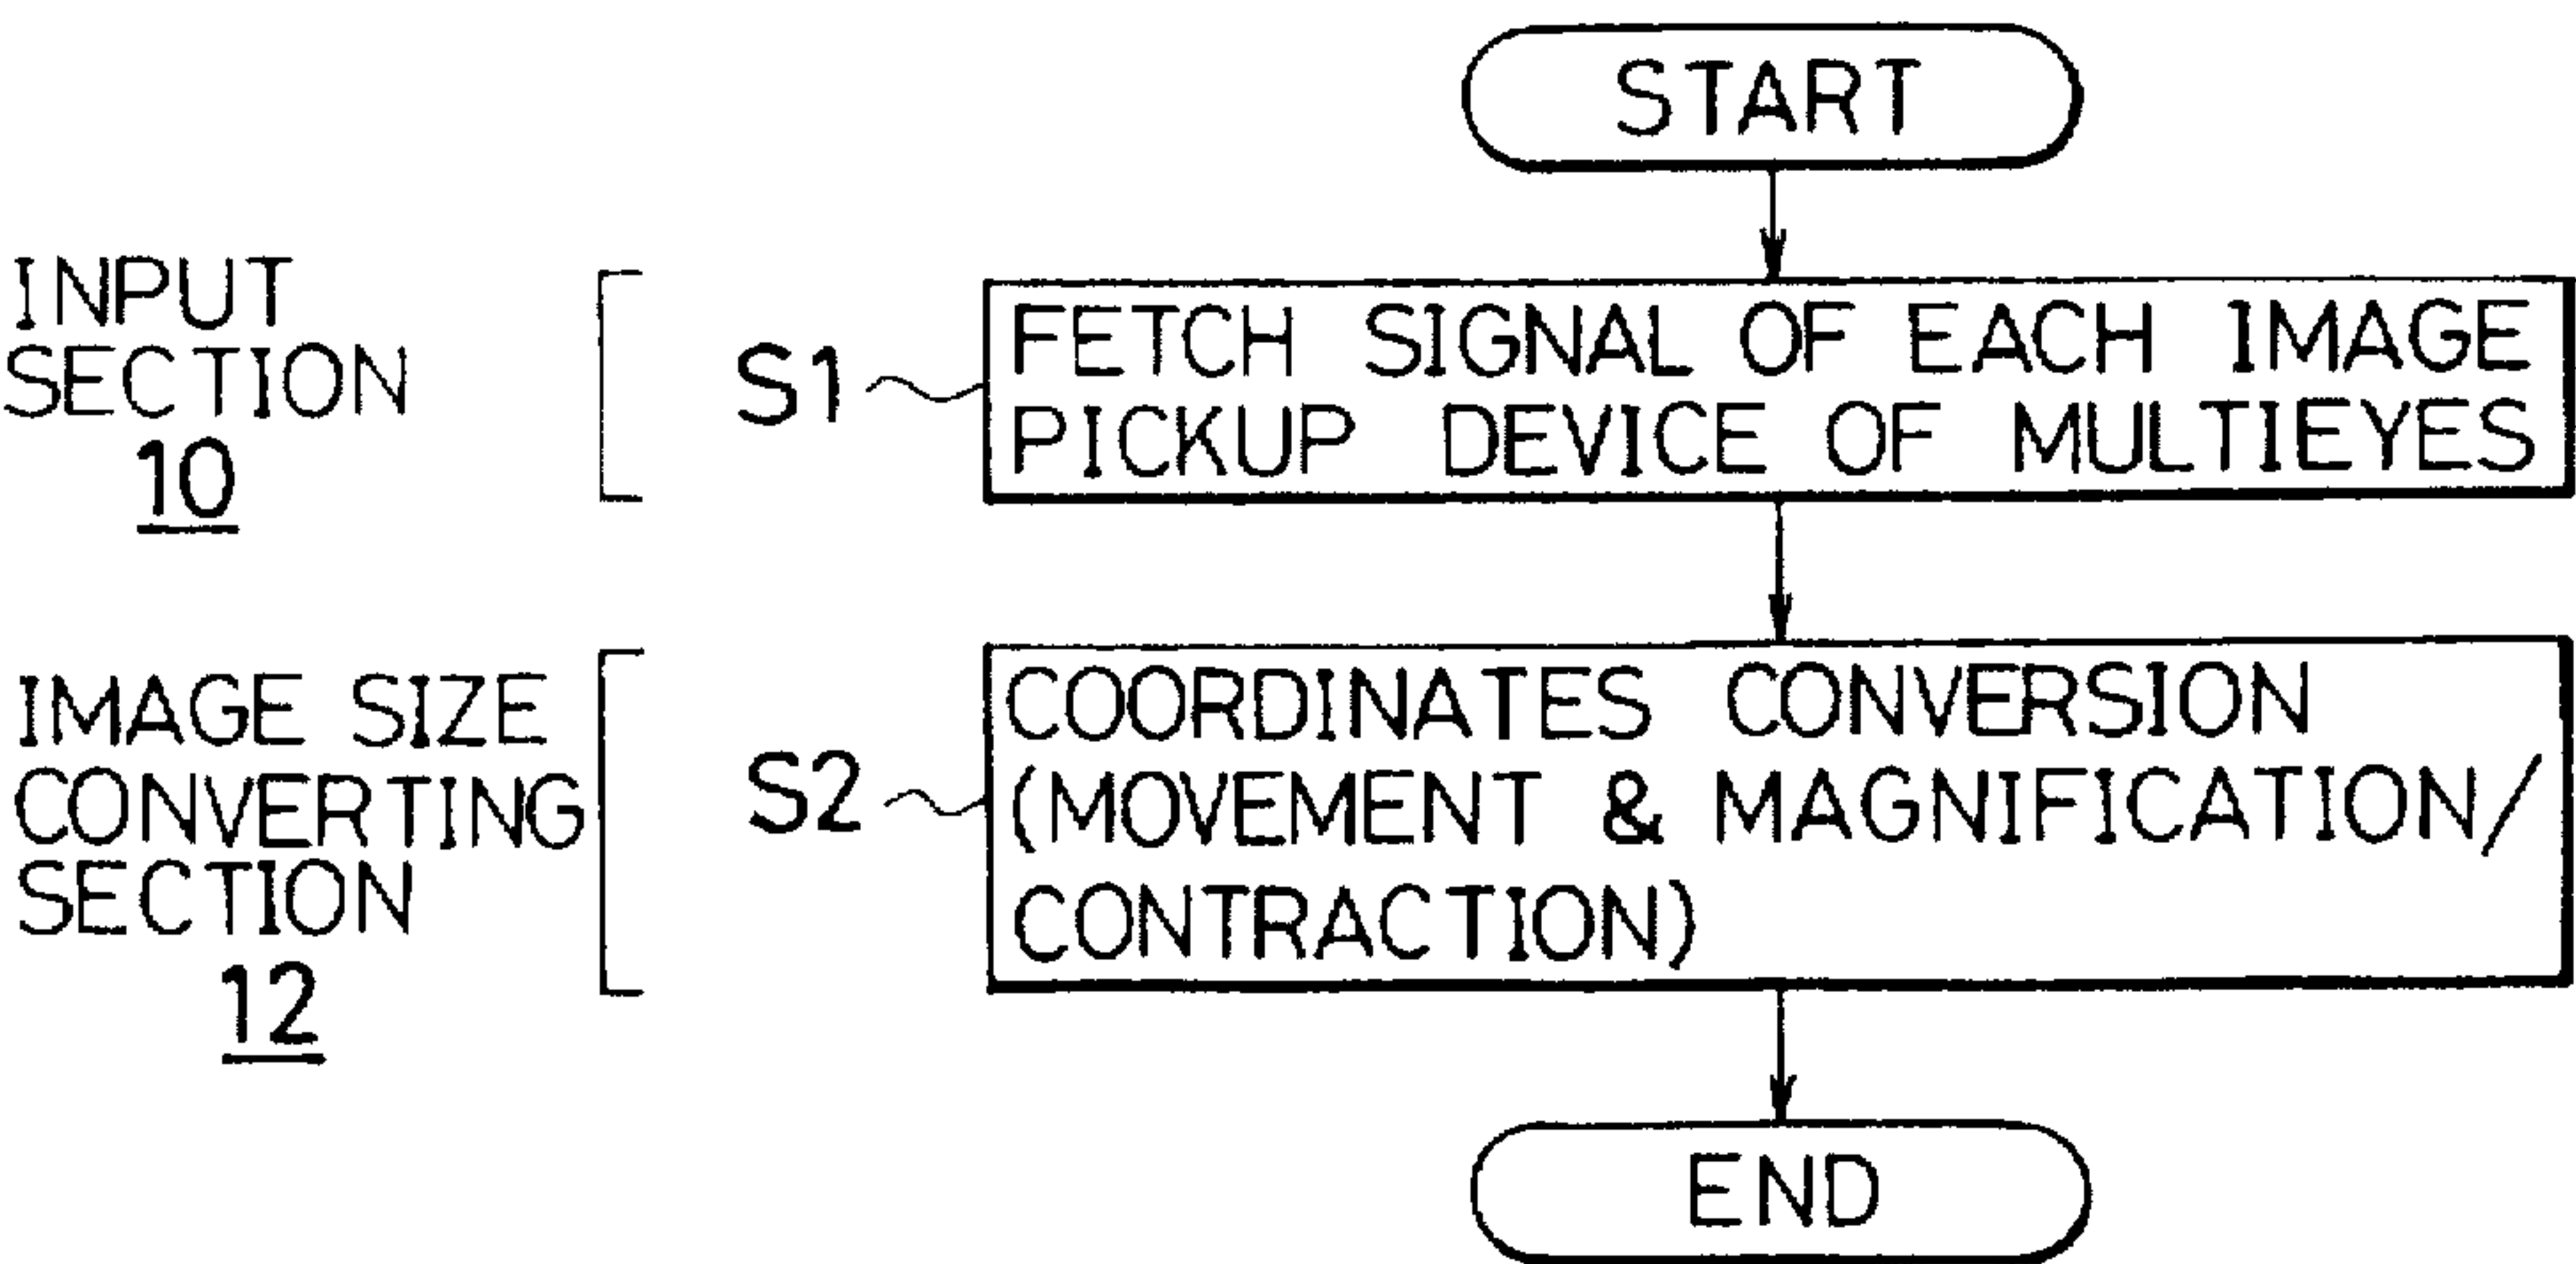 START
INPUT
SECTION
10
S1
FETCH SIGNAL OF EACH IMAGE
PICKUP DEVICE OF MULTIEYES
IMAGE SIZE
CONVERTING
SECTION
12
S2
COORDINATES CONVERSION
(MOVEMENT & MAGNIFICATION/
CONTRACTION)
END